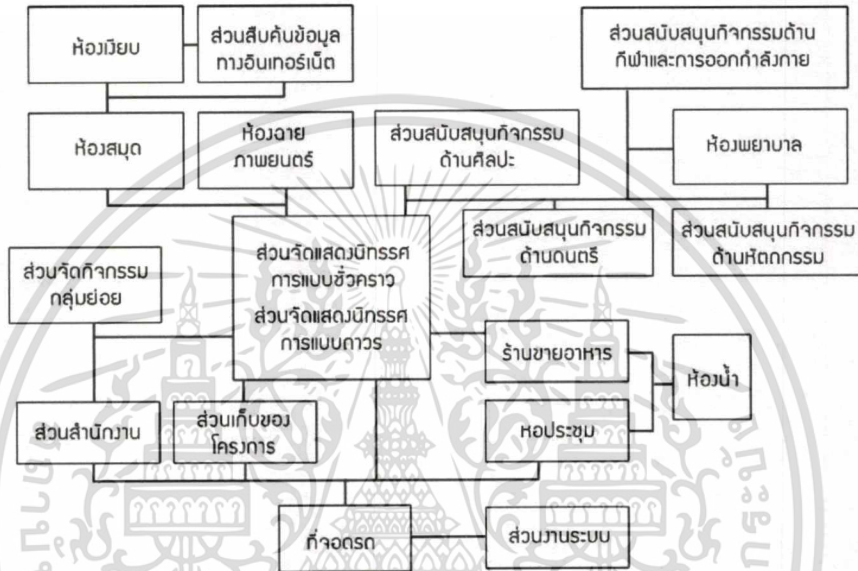 ห้องเงียบ
ส่วนสืบค้นข้อมูล
ทางอินเทอร์เน็ต
ส่วนสนับสนุนกิจกรรมด้าน
กีฬาและการออกกำลังกาย
ห้องสมุด
ห้องฉาย
ภาพยนตร์
ส่วนสนับสนุนกิจกรรม
ด้านศิลปะ
ห้องพยาบาล
ส่วนสนับสนุนกิจกรรม
ด้านดนตรี
ส่วนสนับสนุนกิจกรรม
ด้านหัตถกรรม
ส่วนจัดกิจกรรม
กลุ่มย่อย
ส่วนจัดแสดงนิทรรศ
การแบบชั่วคราว
ส่วนจัดแสดงนิทรรศ
การแบบถาวร
ร้านขายอาหาร
ห้องน้ำ
ส่วนสำนักงาน
ส่วนเก็บของ
โครงการ
หอประชุม
ที่จอดรถ
ส่วนงานระบบ